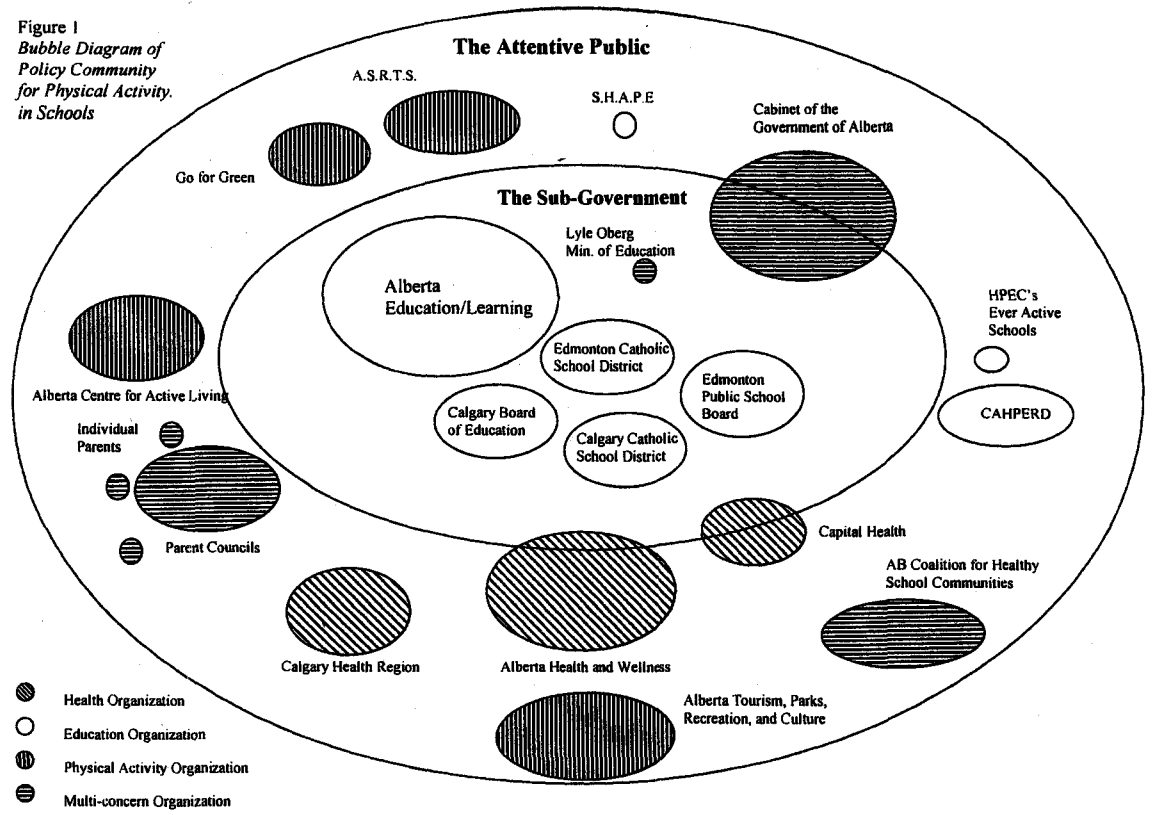 Figure 1
Bubble Diagram of
Policy Community
for Physical Activity.
in Schools
The Attentive Public
A.S.R.T.S.
S.H.A.P.E
Cabinet of the
Government of Alberta
Go for Green
The Sub-Government
Lyle Oberg
Min. of Education
Alberta
Education/Learning
HPEC's
Ever Active
Schools
Edmonton Catholic
School District
Edmonton
Public School
Board
Alberta Centre for Active Living
CAHPERD
Calgary Board
of Education
Individual
Parents
Calgary Catholic
School District
Capital Health
Parent Councils
AB Coalition for Healthy
School Communities
Calgary Health Region
Alberta Health and Wellness
Alberta Tourism, Parks,
Recreation, and Culture
Health Organization
Education Organization
Physical Activity Organization
Multi-concern Organization